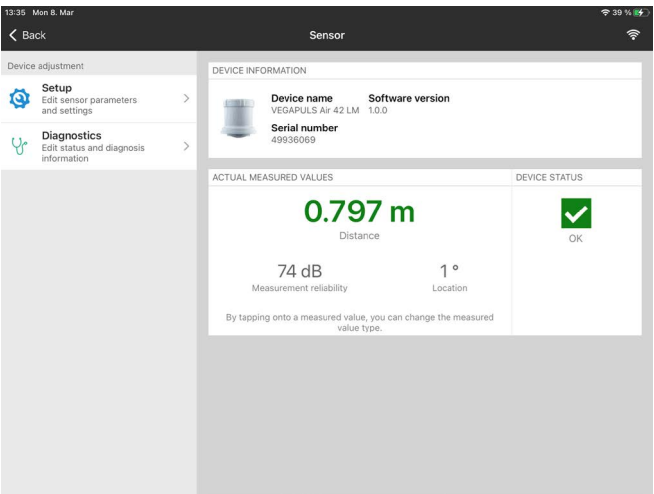 13:35 Mon 8. Mar
39 %
Back
Sensor
Device adjustment
Setup
Edit sensor parameters
and settings
Diagnostics
Edit status and diagnosis
information
DEVICE INFORMATION
Device name Software version
VEGAPULS Air 42 LM 1.0.0
Serial number
49936069
ACTUAL MEASURED VALUES
0.797 m
Distance
74 dB
Measurement reliability
1 °
Location
By tapping onto a measured value, you can change the measured
value type.
DEVICE STATUS
OK